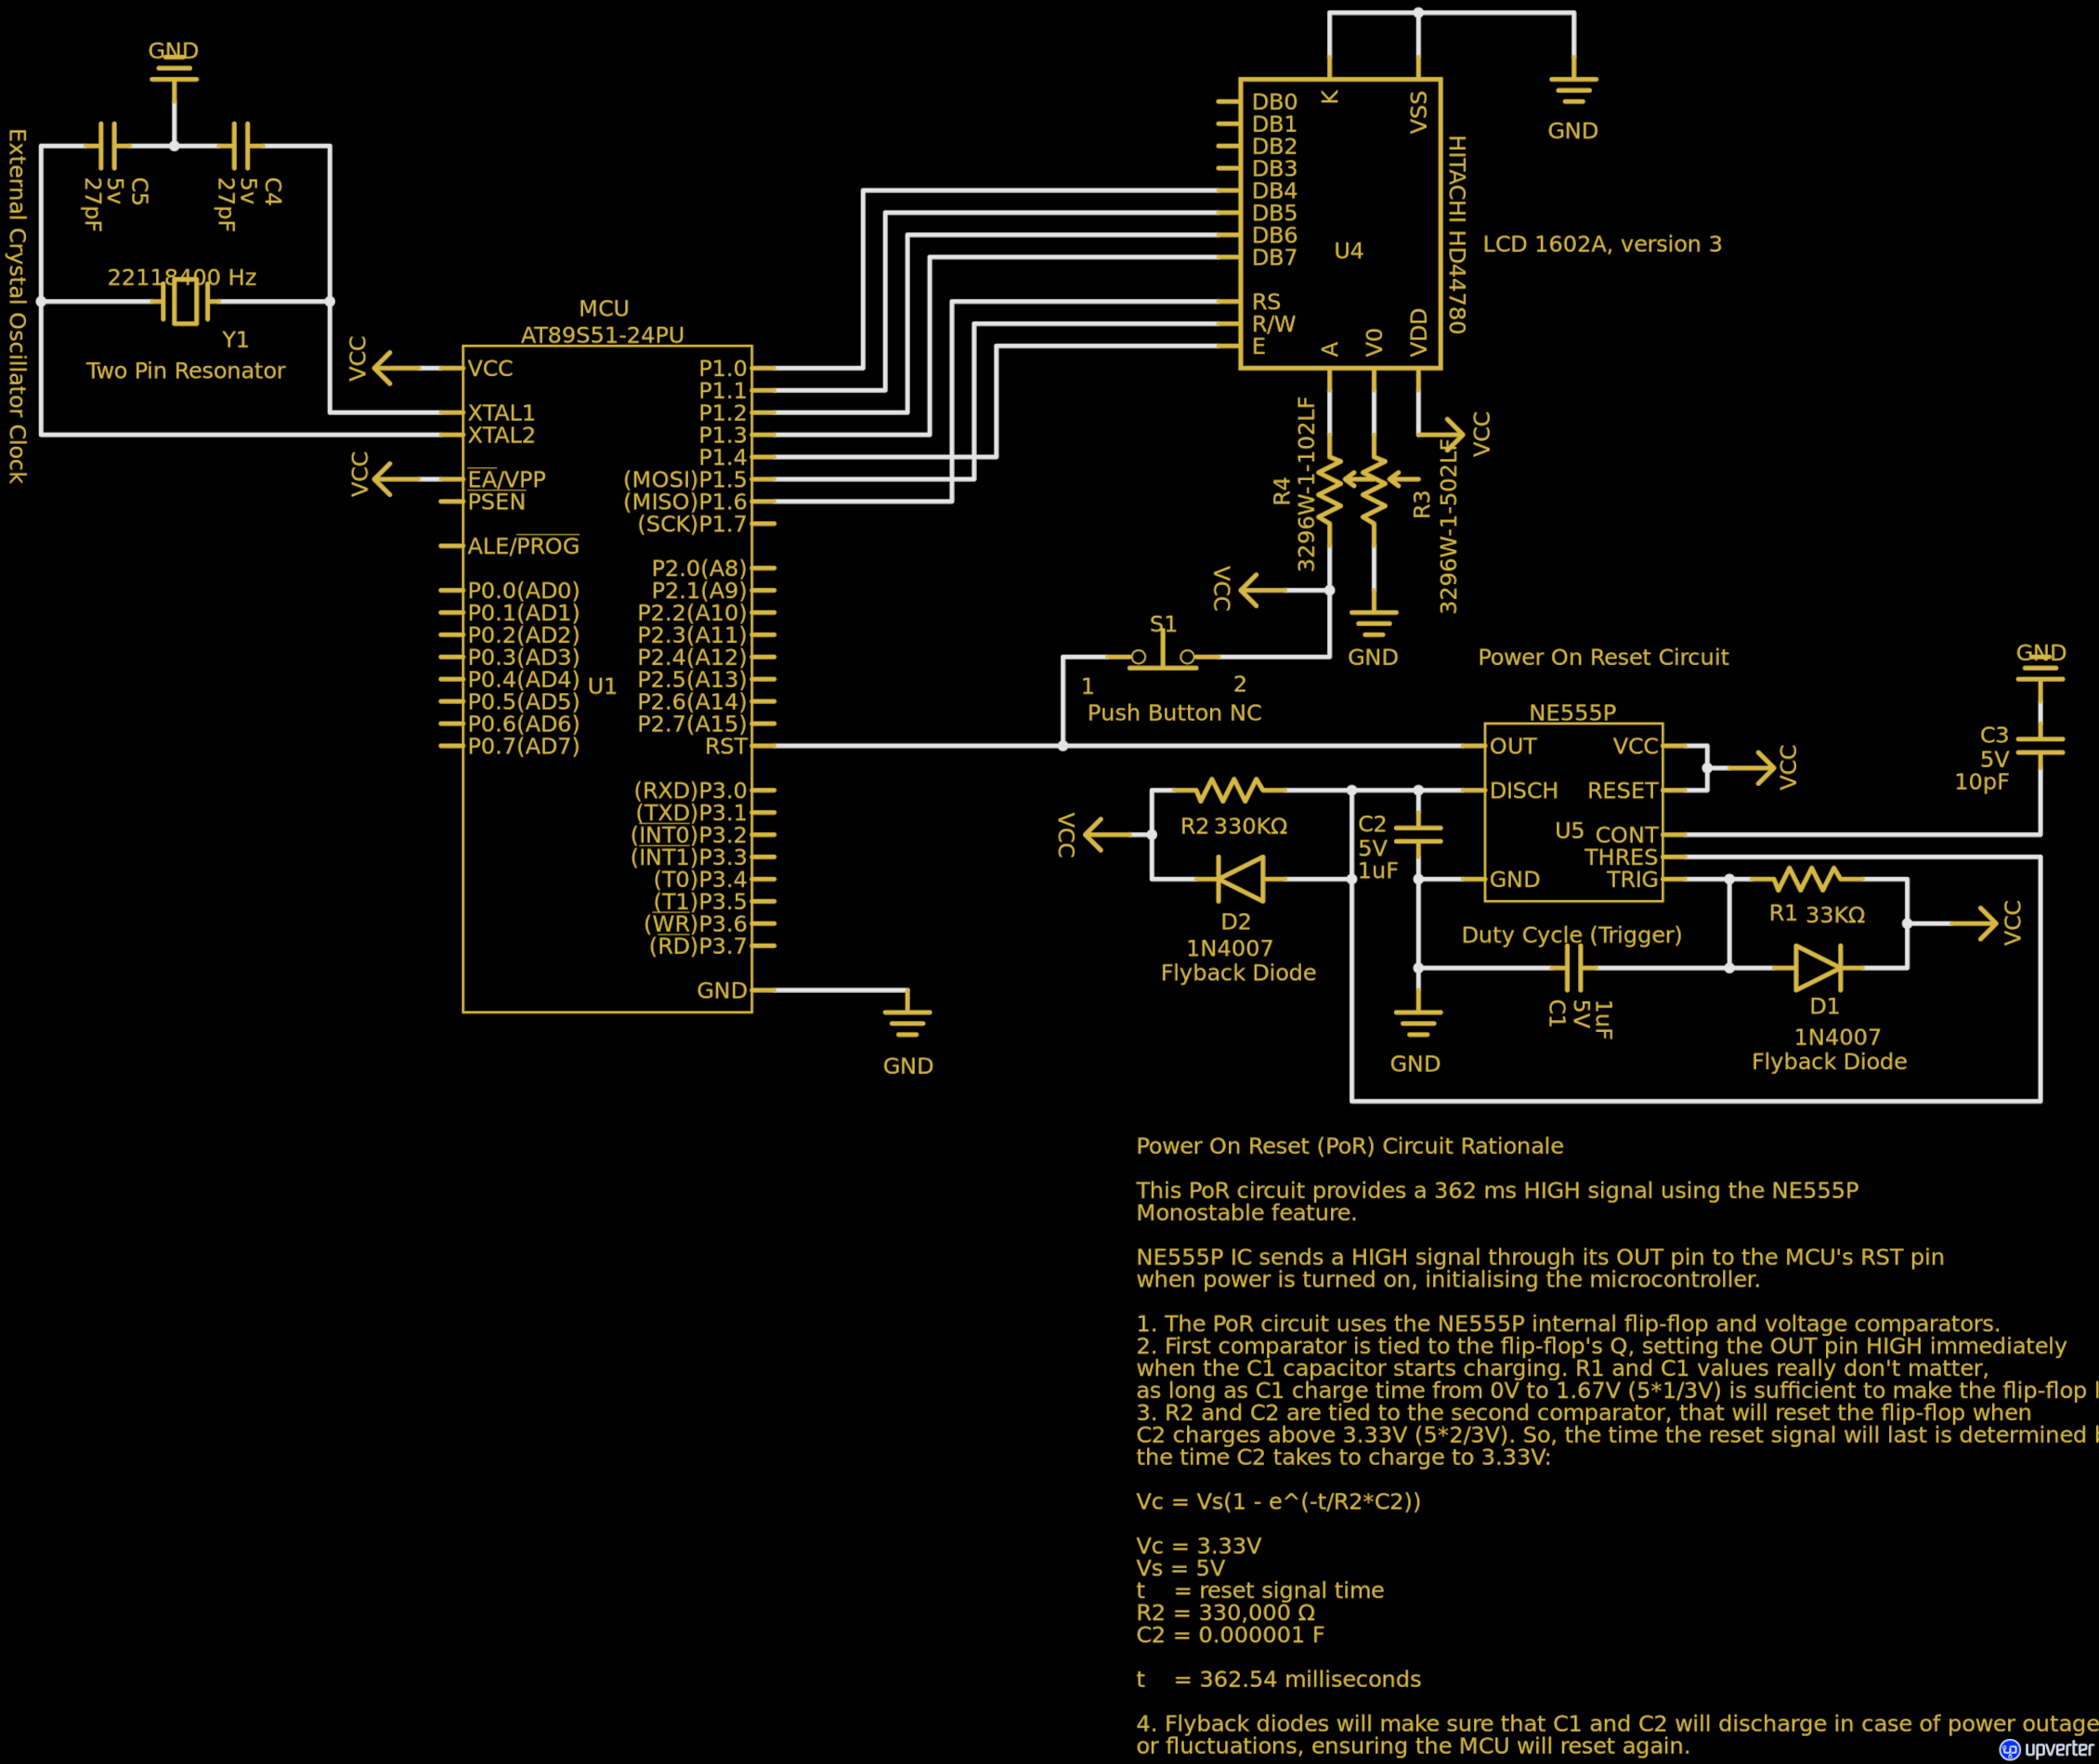 GND
External Crystal Oscillator Clock
C5
5v
27pF
C4
5v
27pF
22118400 Hz
Y1
Two Pin Resonator
MCU
AT89S51-24PU
VCC
VCC
VCC
XTAL1
XTAL2
EA/VPP
PSEN
ALE/PROG
P0.0(AD0)
P0.1(AD1)
P0.2(AD2)
P0.3(AD3)
P0.4(AD4)
P0.5(AD5)
P0.6(AD6)
P0.7(AD7)
U1
P1.0
P1.1
P1.2
P1.3
P1.4
(MOSI)P1.5
(MISO)P1.6
(SCK)P1.7
P2.0(A8)
P2.1(A9)
P2.2(A10)
P2.3(A11)
P2.4(A12)
P2.5(A13)
P2.6(A14)
P2.7(A15)
RST
(RXD)P3.0
(TXD)P3.1
(INT0)P3.2
(INT1)P3.3
(T0)P3.4
(T1)P3.5
(WR)P3.6
(RD)P3.7
GND
GND
DB0
DB1
DB2
DB3
DB4
DB5
DB6
DB7
RS
R/W
E
K
VSS
U4
A
V0
VDD
HITACHI HD44780
GND
LCD 1602A, version 3
VCC
R4
3296W-1-102LF
R3
3296W-1-502LF
VCC
GND
S1
1
2
Push Button NC
Power On Reset Circuit
NE555P
OUT
DISCH
GND
VCC
RESET
U5
CONT
THRES
TRIG
VCC
GND
C3
5V
10pF
VCC
R2 330KΩ
C2
5V
1uF
D2
1N4007
Flyback Diode
Duty Cycle (Trigger)
R1 33KΩ
VCC
C1
5V
1uF
D1
1N4007
Flyback Diode
GND
Power On Reset (PoR) Circuit Rationale
This PoR circuit provides a 362 ms HIGH signal using the NE555P
Monostable feature.
NE555P IC sends a HIGH signal through its OUT pin to the MCU's RST pin
when power is turned on, initialising the microcontroller.
1. The PoR circuit uses the NE555P internal flip-flop and voltage comparators.
2. First comparator is tied to the flip-flop's Q, setting the OUT pin HIGH immediately
when the C1 capacitor starts charging. R1 and C1 values really don't matter,
as long as C1 charge time from 0V to 1.67V (5*1/3V) is sufficient to make the flip-flop
3. R2 and C2 are tied to the second comparator, that will reset the flip-flop when
C2 charges above 3.33V (5*2/3V). So, the time the reset signal will last is determined
the time C2 takes to charge to 3.33V:
Vc = Vs(1 - e^(-t/R2*C2))
Vc = 3.33V
Vs = 5V
t = reset signal time
R2 = 330,000 Ω
C2 = 0.000001 F
t = 362.54 milliseconds
4. Flyback diodes will make sure that C1 and C2 will discharge in case of power outage
or fluctuations, ensuring the MCU will reset again.
upverter